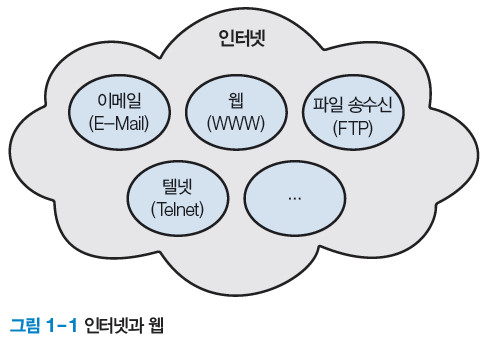 인터넷
이메일
(E-Mail)
웹
(WWW)
파일 송수신
(FTP)
텔넷
(Telnet)
...
그림 1-1 인터넷과 웹